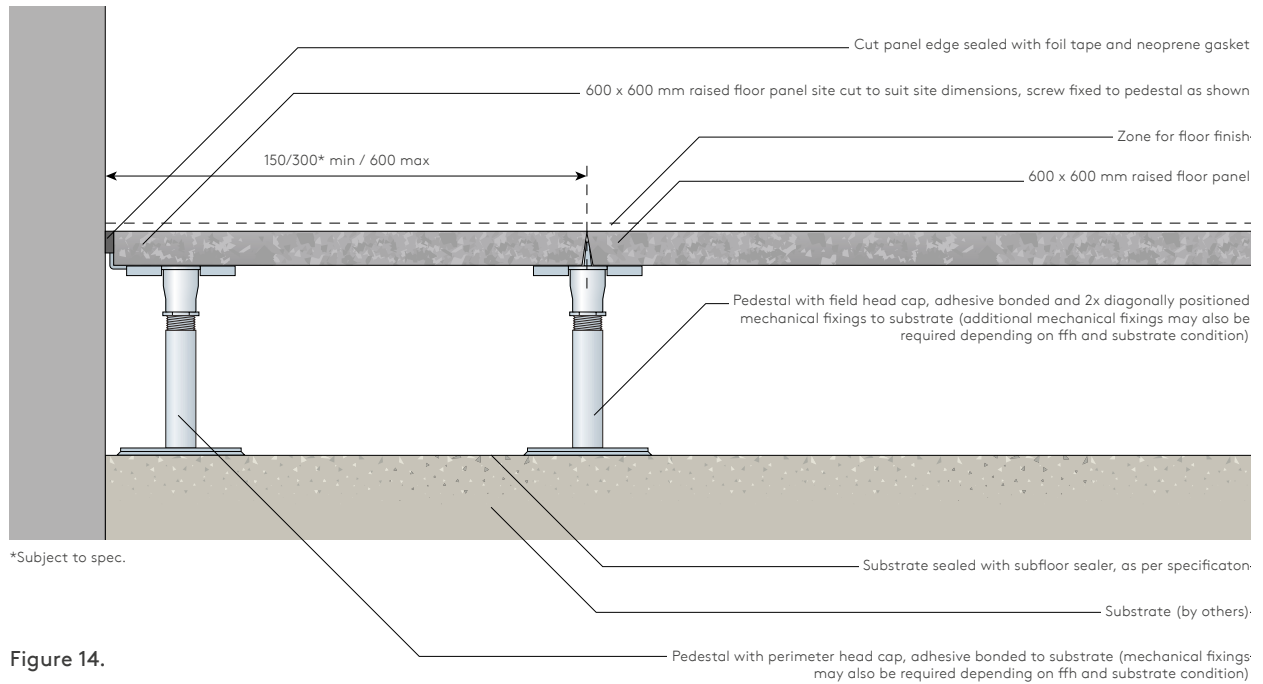 Cut panel edge sealed with foil tape and neoprene gasket
600 x 600 mm raised floor panel site cut to suit site dimensions, screw fixed to pedestal as shown
Zone for floor finish
150/300* min / 600 max
600 x 600 mm raised floor panel
Pedestal with field head cap, adhesive bonded and 2x diagonally positioned
mechanical fixings to substrate (additional mechanical fixings may also be
required depending on ffh and substrate condition)
*Subject to spec.
Substrate sealed with subfloor sealer, as per specificaton
Substrate (by others)
Figure 14.
Pedestal with perimeter head cap, adhesive bonded to substrate (mechanical fixings
may also be required depending on ffh and substrate condition)